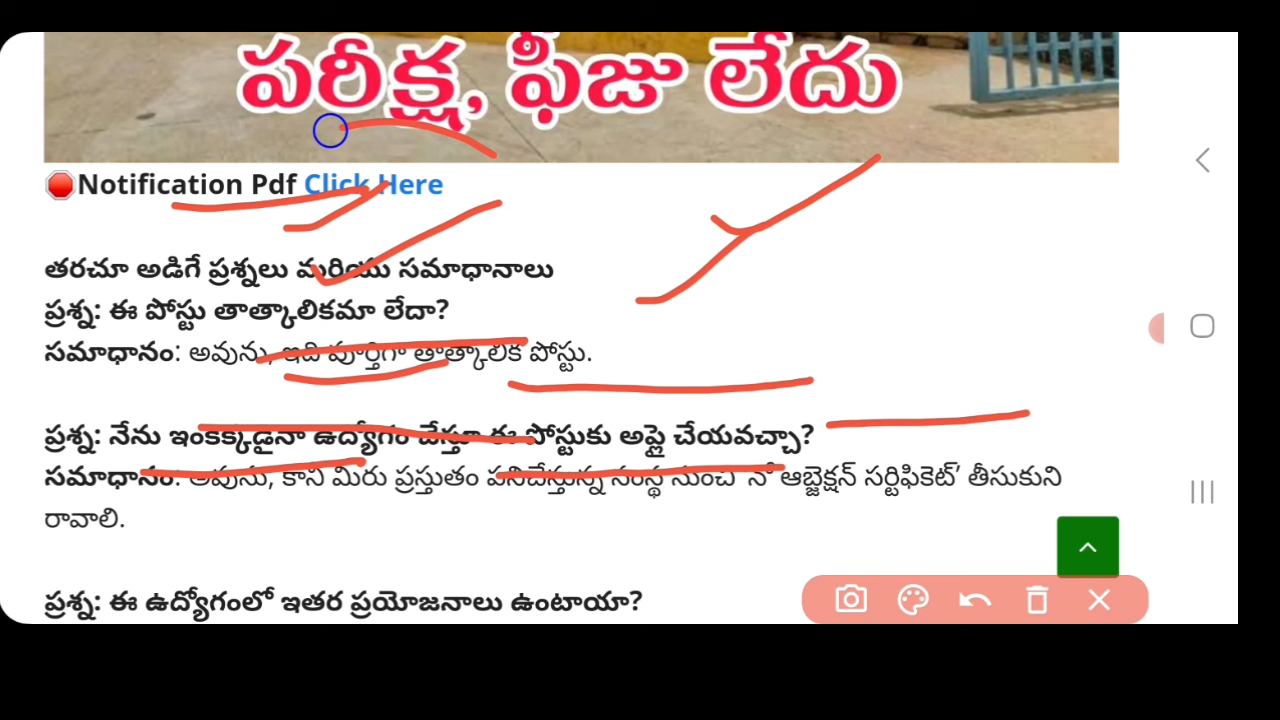 పరీక్ష, ఫీజు లేదు
Notification Pdf Click Here
తరచూ అడిగే ప్రశ్నలు మరియు సమాధానాలు
ప్రశ్న: ఈ పోస్టు తాత్కాలికమా లేదా?
సమాధానం: అవును, ఇది పూర్తిగా తాత్కాలిక పోస్టు.
ప్రశ్న: నేను ఇంకెక్కడైనా ఉద్యోగం చేస్తూ ఈ పోస్టుకు అప్లై చేయవచ్చా?
సమాధానం: అవును, కానీ మీరు ప్రస్తుతం పనిచేస్తున్న సంస్థ నుంచి ‘నో ఆబ్జెక్షన్ సర్టిఫికెట్’ తీసుకుని
రావాలి.
ప్రశ్న: ఈ ఉద్యోగంలో ఇతర ప్రయోజనాలు ఉంటాయా?